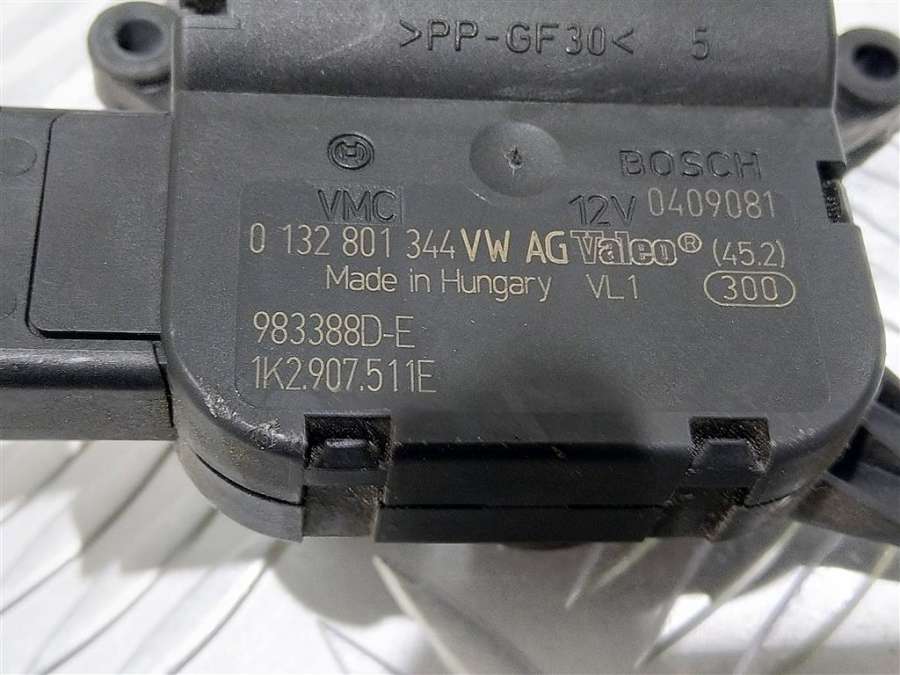 >PP-GF30< 5
BOSCH
VMC 12V 0409081
0 132 801 344 VW AG Valeo® (45.2)
Made in Hungary VL1 300
983388D-E
1K2.907.511E